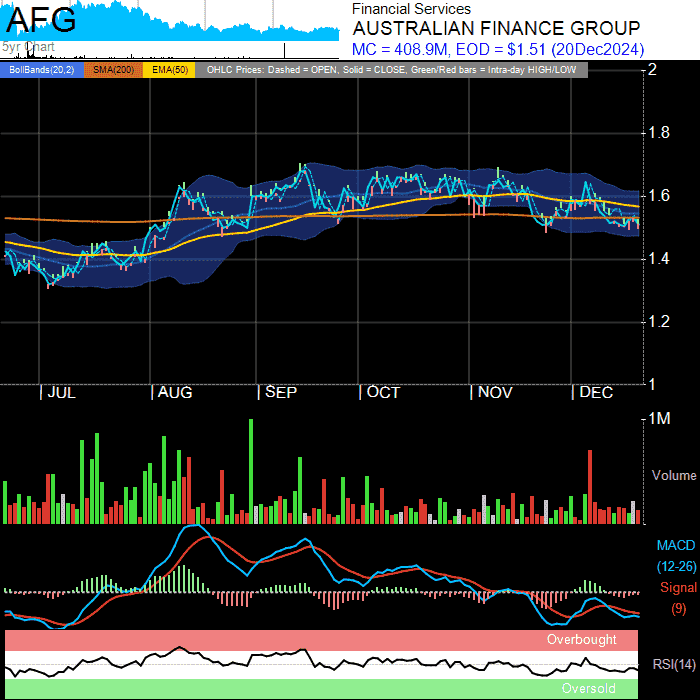 AFG
5yr Chart
Financial Services
AUSTRALIAN FINANCE GROUP
MC = 408.9M, EOD = $1.51 (20Dec2024)
BollBands(20,2) SMA(200) EMA(50) OHLC Prices: Dashed = OPEN, Solid = CLOSE, Green/Red bars = Intra-day HIGH/LOW
2
1.8
1.6
1.4
1.2
1
| JUL | AUG | SEP | OCT | NOV | DEC
1M
Volume
MACD
(12-26)
Signal
(9)
Overbought
RSI(14)
Oversold